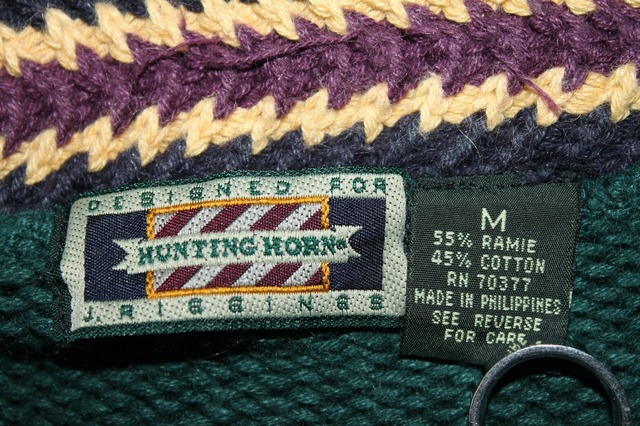 DESIGNED FOR
HUNTING HORN®
J. RIGGINGS
M
55% RAMIE
45% COTTON
RN 70377
MADE IN PHILIPPINES
SEE REVERSE
FOR CARE